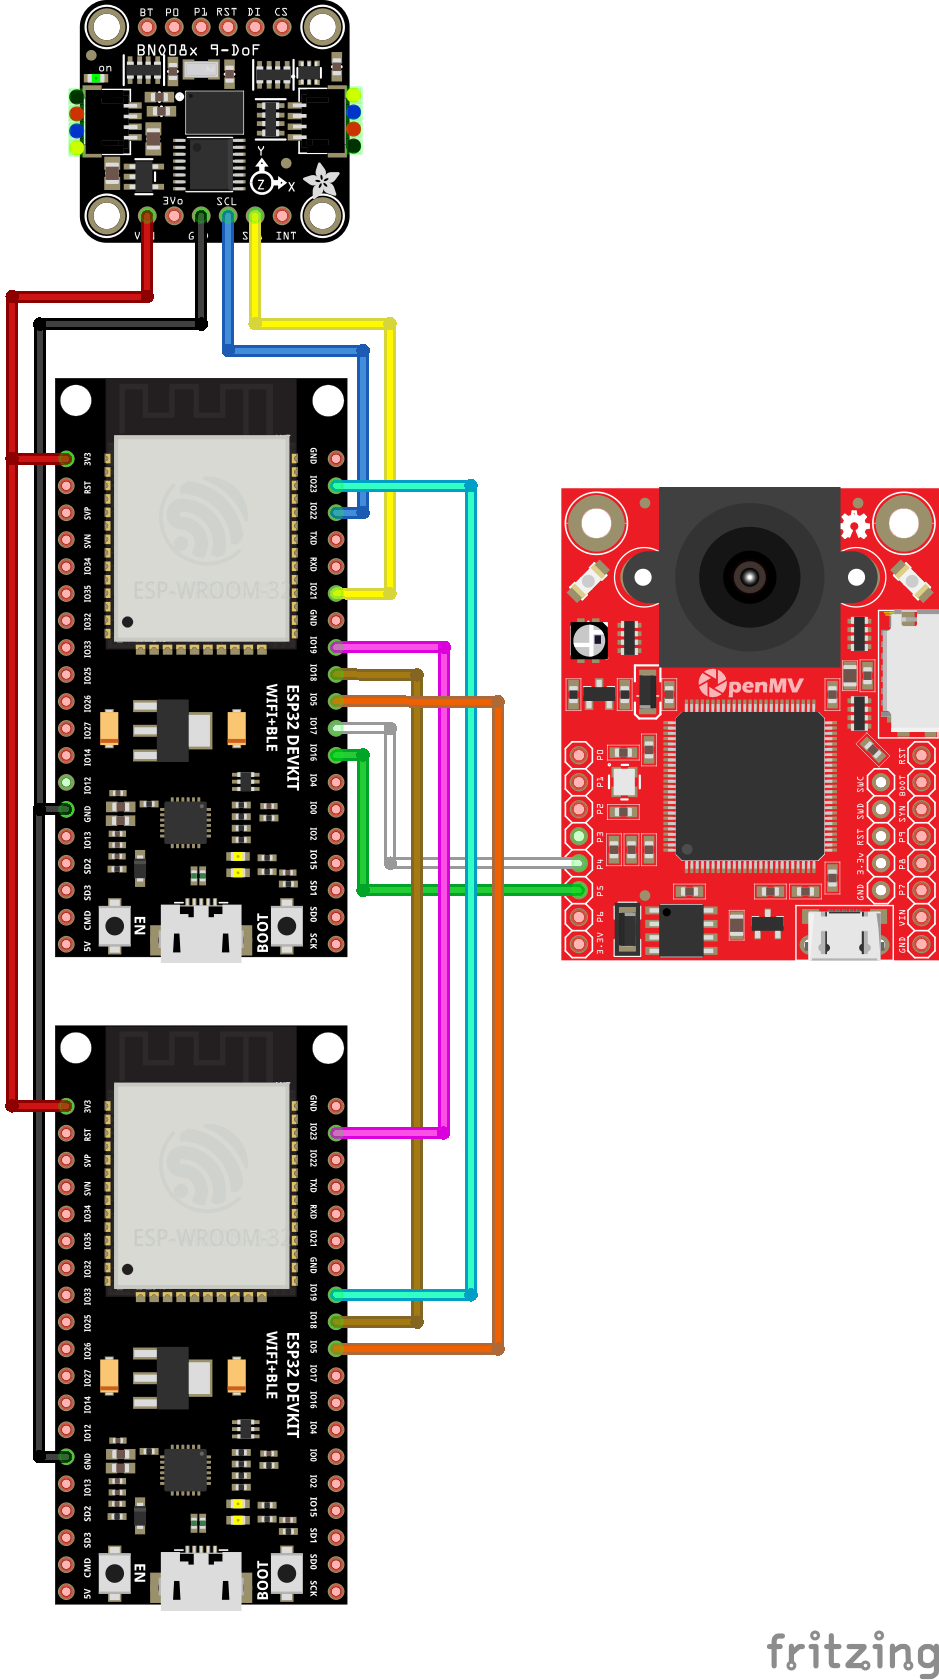 BT P0 P1 RST DI CS
BNO08x 9-DoF
on
Y
Z X
3Vo SCL
INT
3V3
RST
SVP
SVN
IO34
IO35
IO32
IO33
IO25
IO26
IO27
IO14
IO12
GND
IO13
SD2
SD3
CMD
5V
GND
IO23
IO22
TXD
RXD
IO21
GND
IO19
IO18
IO5
IO17
IO16
IO4
IO0
IO2
IO15
SD1
SD0
SCK
ESP-WROOM-32
ESP32 DEVKIT
WIFI+BLE
EN
BOOT
OpenMV
P0
P1
P2
P3
P4
P5
P6
3.3V
SWC
SWD
RST
3.3v
GND
RST
BOOT
SYN
P9
P8
P7
VIN
GND
3V3
RST
SVP
SVN
IO34
IO35
IO32
IO33
IO25
IO26
IO27
IO14
IO12
GND
IO13
SD2
SD3
CMD
5V
GND
IO23
IO22
TXD
RXD
IO21
GND
IO19
IO18
IO5
IO17
IO16
IO4
IO0
IO2
IO15
SD1
SD0
SCK
ESP-WROOM-32
ESP32 DEVKIT
WIFI+BLE
EN
BOOT
fritzing